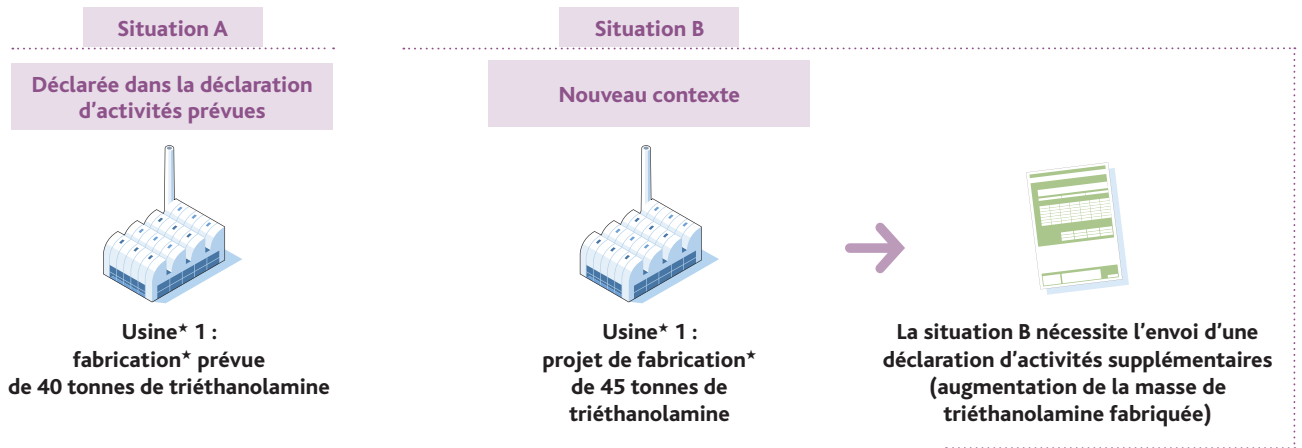 Situation A
Situation B
Déclarée dans la déclaration
d'activités prévues
Nouveau contexte
Usine★ 1 :
fabrication★ prévue
de 40 tonnes de triéthanolamine
Usine★ 1 :
projet de fabrication★
de 45 tonnes de
triéthanolamine
La situation B nécessite l’envoi d’une
déclaration d’activités supplémentaires
(augmentation de la masse de
triéthanolamine fabriquée)